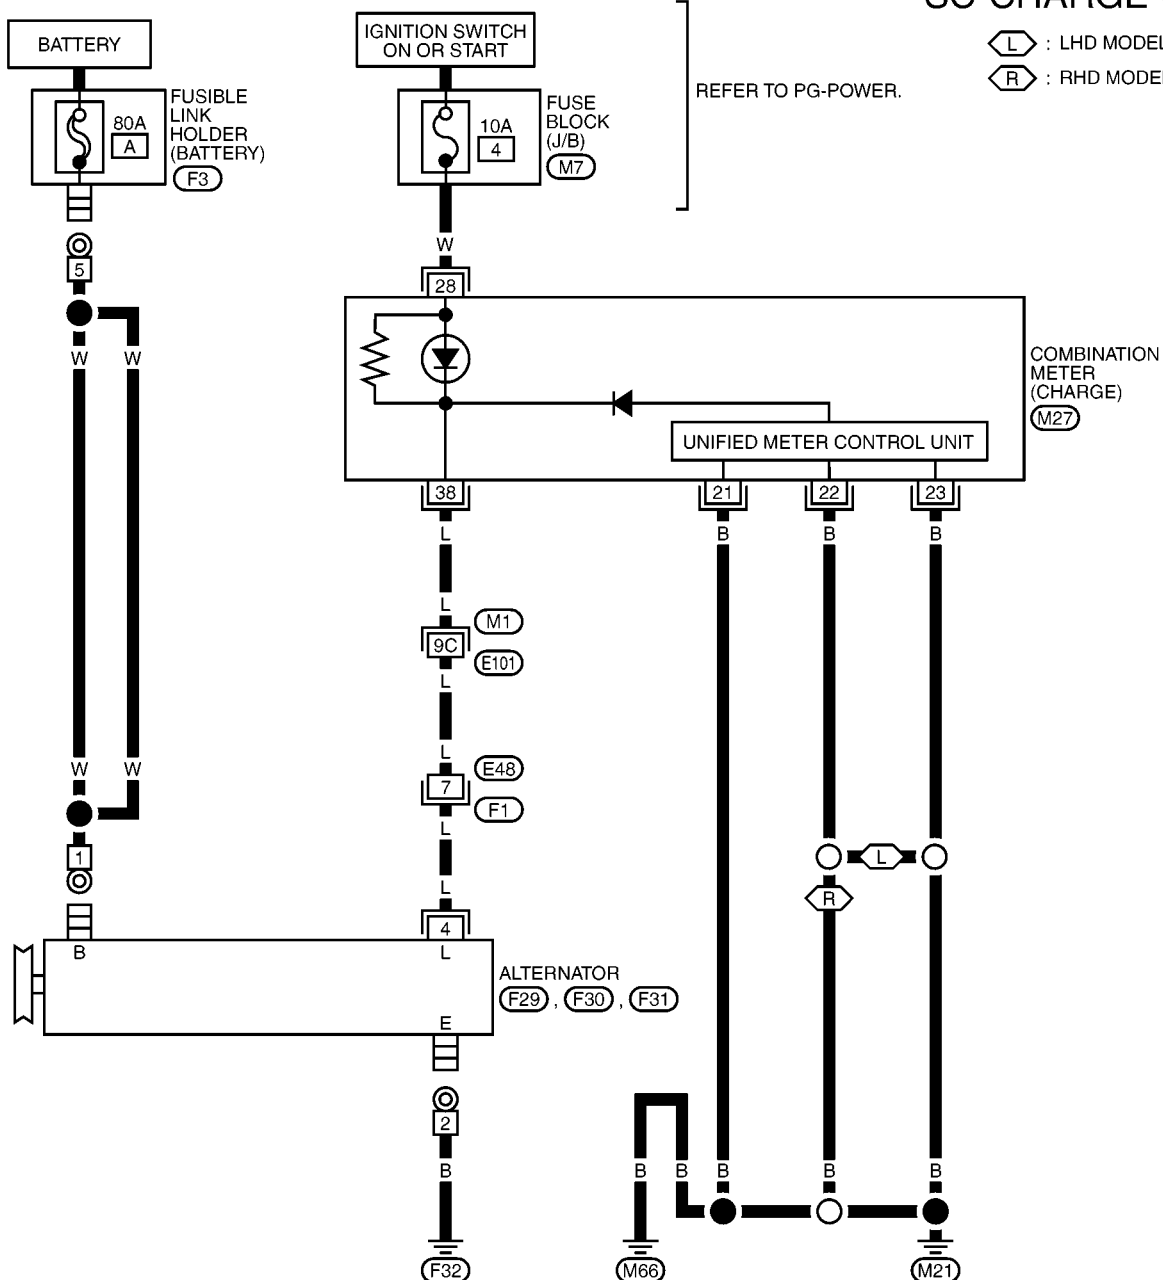 SC-CHARGE
L : LHD MODEL
R : RHD MODEL
BATTERY
IGNITION SWITCH
ON OR START
REFER TO PG-POWER.
80A
A
FUSIBLE
LINK
HOLDER
(BATTERY)
F3
10A
4
FUSE
BLOCK
(J/B)
M7
W
5
28
W W
COMBINATION
METER
(CHARGE)
M27
UNIFIED METER CONTROL UNIT
38 21 22 23
L B B B
L
M1
9C
E101
L
L
W W
E48
7
F1
L
L
1
L
R
4
B L
ALTERNATOR
F29 , F30 , F31
E
2
B B B B B B
F32 M66 M21